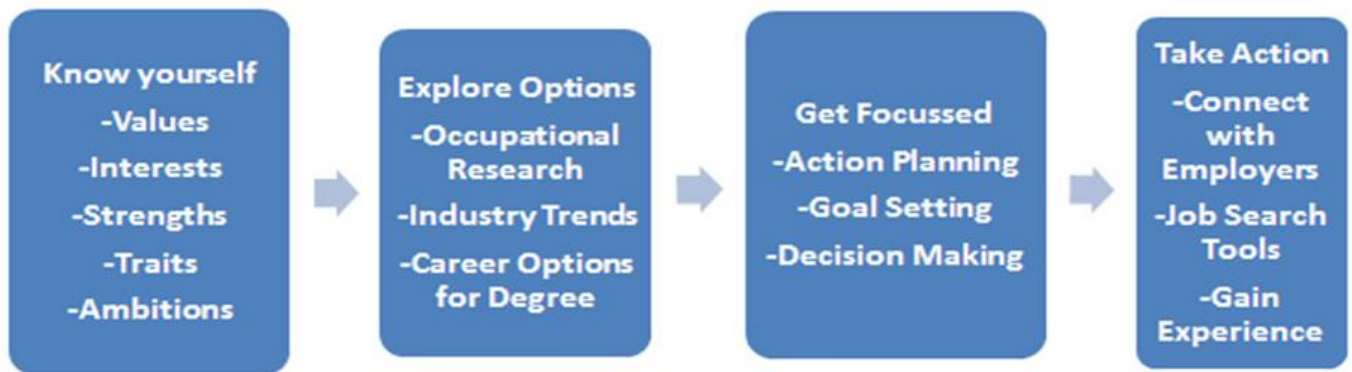 Know yourself
-Values
-Interests
-Strengths
-Traits
-Ambitions
Explore Options
-Occupational
Research
-Industry Trends
-Career Options
for Degree
Get Focussed
-Action Planning
-Goal Setting
-Decision Making
Take Action
-Connect
with
Employers
-Job Search
Tools
-Gain
Experience